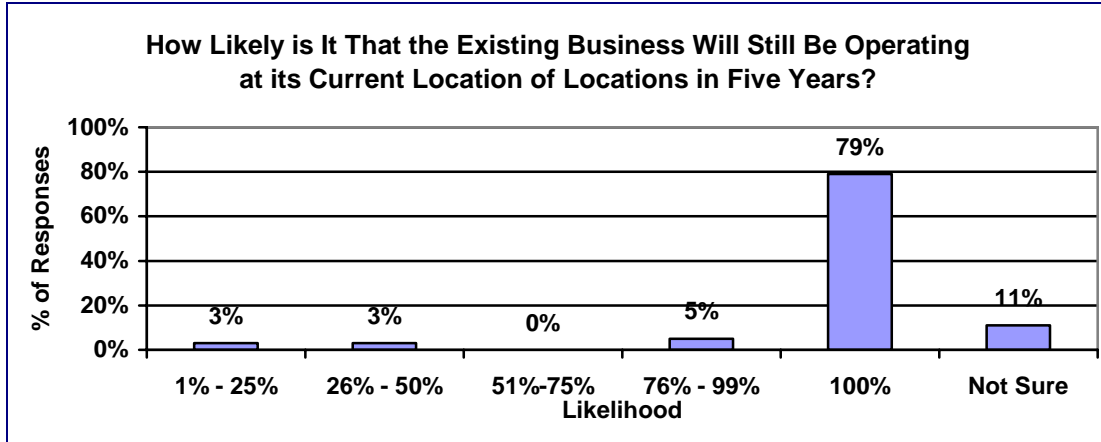 How Likely is It That the Existing Business Will Still Be Operating
at its Current Location of Locations in Five Years?
% of Responses
100%
80%
60%
40%
20%
0%
3%
3%
0%
5%
79%
11%
1% - 25%
26% - 50%
51%-75%
76% - 99%
100%
Not Sure
Likelihood